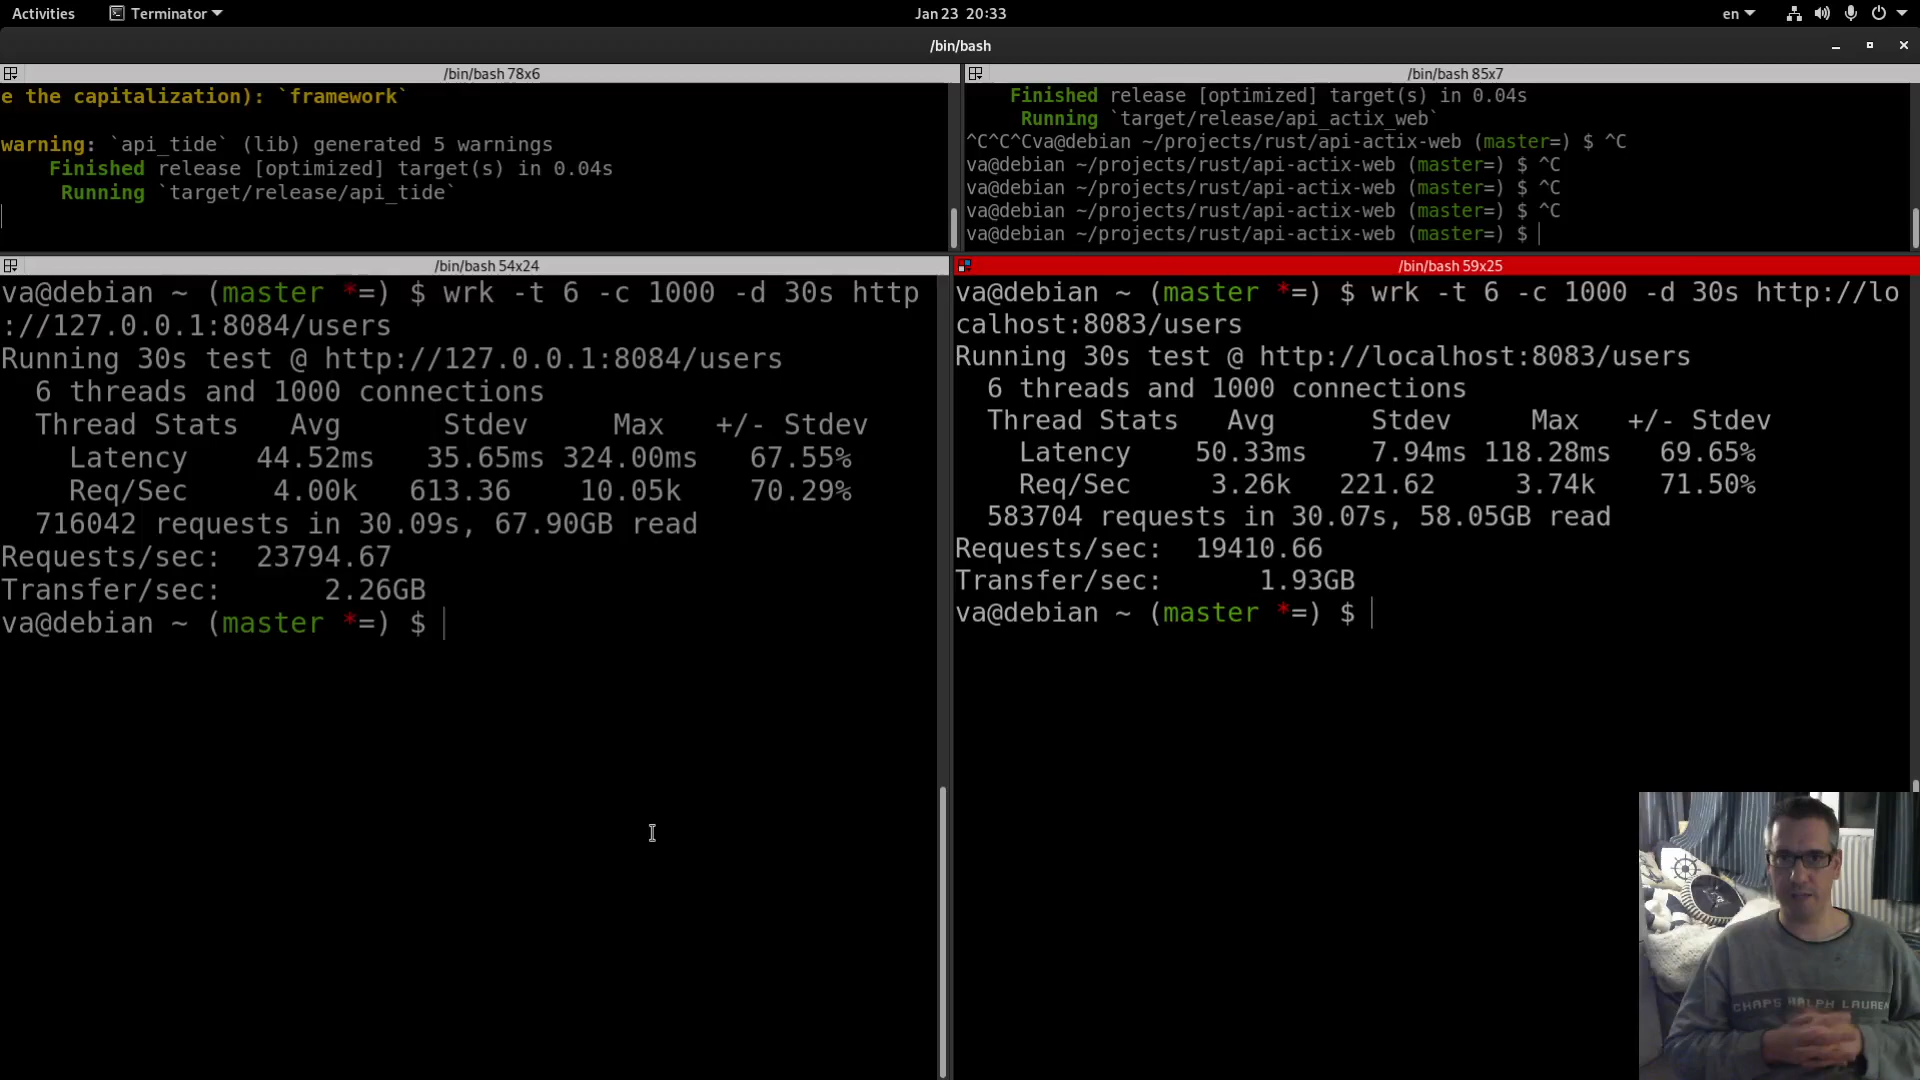 Activities Terminator Jan 23 20:33 en
/bin/bash
/bin/bash 78x6
e the capitalization): `framework`
warning: `api_tide` (lib) generated 5 warnings
Finished release [optimized] target(s) in 0.04s
Running `target/release/api_tide`
/bin/bash 85x7
Finished release [optimized] target(s) in 0.04s
Running `target/release/api_actix_web`
^C^C^Cva@debian ~/projects/rust/api-actix-web (master=) $ ^C
va@debian ~/projects/rust/api-actix-web (master=) $ ^C
va@debian ~/projects/rust/api-actix-web (master=) $ ^C
va@debian ~/projects/rust/api-actix-web (master=) $ ^C
va@debian ~/projects/rust/api-actix-web (master=) $
/bin/bash 54x24
va@debian ~ (master *=) $ wrk -t 6 -c 1000 -d 30s http
://127.0.0.1:8084/users
Running 30s test @ http://127.0.0.1:8084/users
6 threads and 1000 connections
Thread Stats Avg Stdev Max +/- Stdev
Latency 44.52ms 35.65ms 324.00ms 67.55%
Req/Sec 4.00k 613.36 10.05k 70.29%
716042 requests in 30.09s, 67.90GB read
Requests/sec: 23794.67
Transfer/sec: 2.26GB
va@debian ~ (master *=) $
/bin/bash 59x25
va@debian ~ (master *=) $ wrk -t 6 -c 1000 -d 30s http://lo
calhost:8083/users
Running 30s test @ http://localhost:8083/users
6 threads and 1000 connections
Thread Stats Avg Stdev Max +/- Stdev
Latency 50.33ms 7.94ms 118.28ms 69.65%
Req/Sec 3.26k 221.62 3.74k 71.50%
583704 requests in 30.07s, 58.05GB read
Requests/sec: 19410.66
Transfer/sec: 1.93GB
va@debian ~ (master *=) $
CHAPS RALPH LAUREN